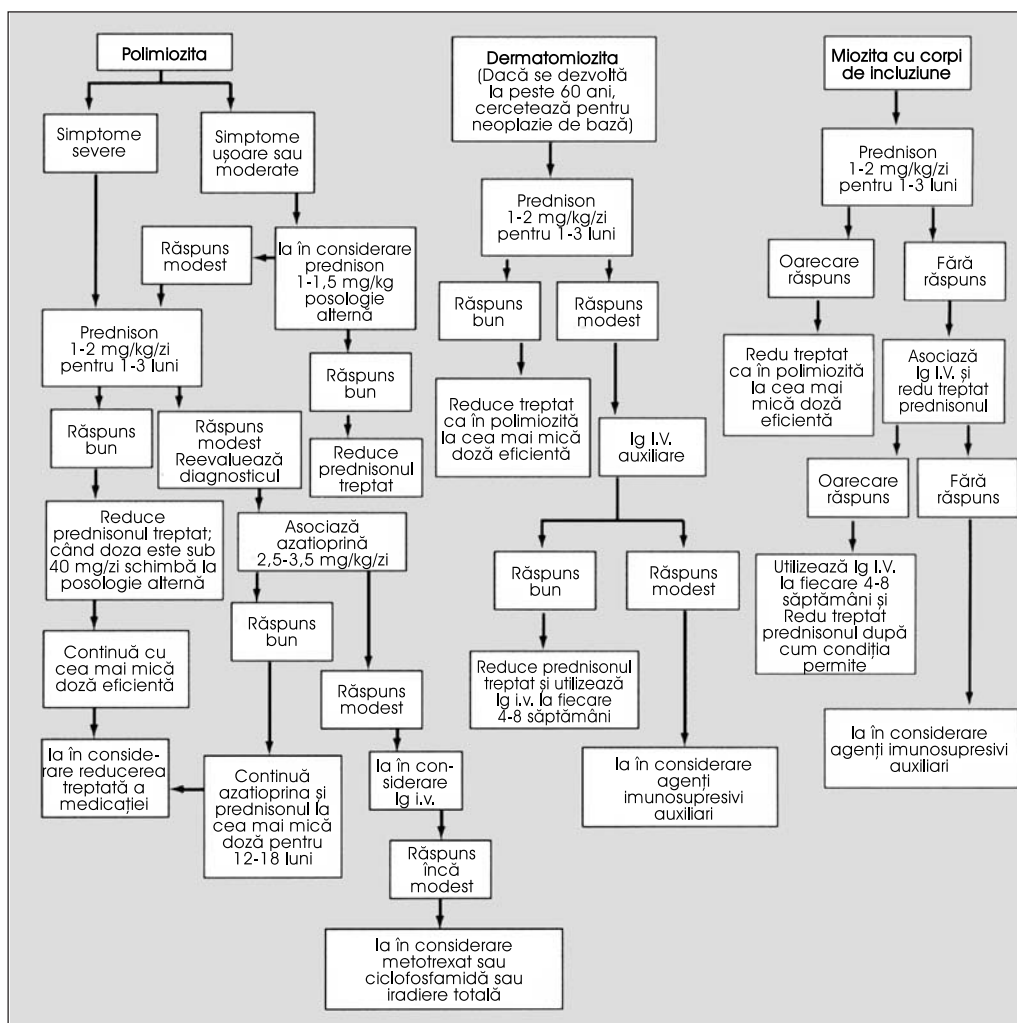 Polimiozita
Simptome
severe
Simptome
ușoare sau
moderate
Răspuns
modest
Ia în considerare
prednison
1-1,5 mg/kg
posologie
alternă
Prednison
1-2 mg/kg/zi
pentru 1-3 luni
Răspuns
bun
Răspuns
bun
Răspuns
modest
Reevaluează
diagnosticul
Reduce
prednisonul
treptat
Reduce
prednisonul treptat;
când doza este sub
40 mg/zi schimbă la
posologie alternă
Asociază
azatioprină
2,5-3,5 mg/kg/zi
Răspuns
bun
Continuă cu
cea mai mică
doză eficientă
Răspuns
modest
Ia în conside-
rare reducerea
treptată a
medicației
Continuă
azatioprina și
prednisonul la
cea mai mică
doză pentru
12-18 luni
Ia în con-
siderare
Ig i.v.
Răspuns
încă
modest
Ia în considerare
metotrexat sau
ciclofosfamidă sau
iradiere totală
Dermatomiozita
(Dacă se dezvoltă
la peste 60 ani,
cercetează pentru
neoplazie de bază)
Prednison
1-2 mg/kg/zi
pentru 1-3 luni
Răspuns
bun
Răspuns
modest
Reduce treptat
ca în polimiozită
la cea mai mică
doză eficientă
Ig I.V.
auxiliare
Răspuns
bun
Răspuns
modest
Reduce prednisonul
treptat și utilizează
Ig i.v. la fiecare
4-8 săptămâni
Ia în considerare
agenți
imunosupresivi
auxiliari
Miozita cu corpi
de incluziune
Prednison
1-2 mg/kg/zi
pentru 1-3 luni
Oarecare
răspuns
Fără
răspuns
Redu treptat
ca în polimiozită
la cea mai
mică doză
eficientă
Asociază
Ig I.V. și
redu treptat
prednisonul
Oarecare
răspuns
Fără
răspuns
Utilizează Ig I.V.
la fiecare 4-8
săptămâni și
Redu treptat
prednisonul după
cum condiția
permite
Ia în considerare
agenți imunosupresivi
auxiliari